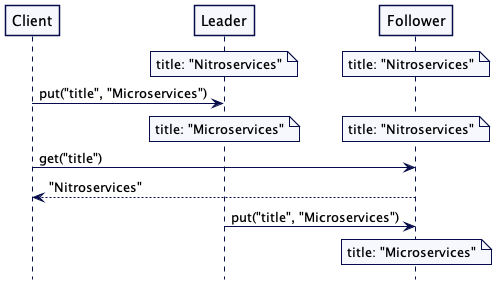 Client
Leader
Follower
title: "Nitroservices"
title: "Nitroservices"
put("title", "Microservices")
title: "Microservices"
title: "Nitroservices"
get("title")
"Nitroservices"
put("title", "Microservices")
title: "Microservices"